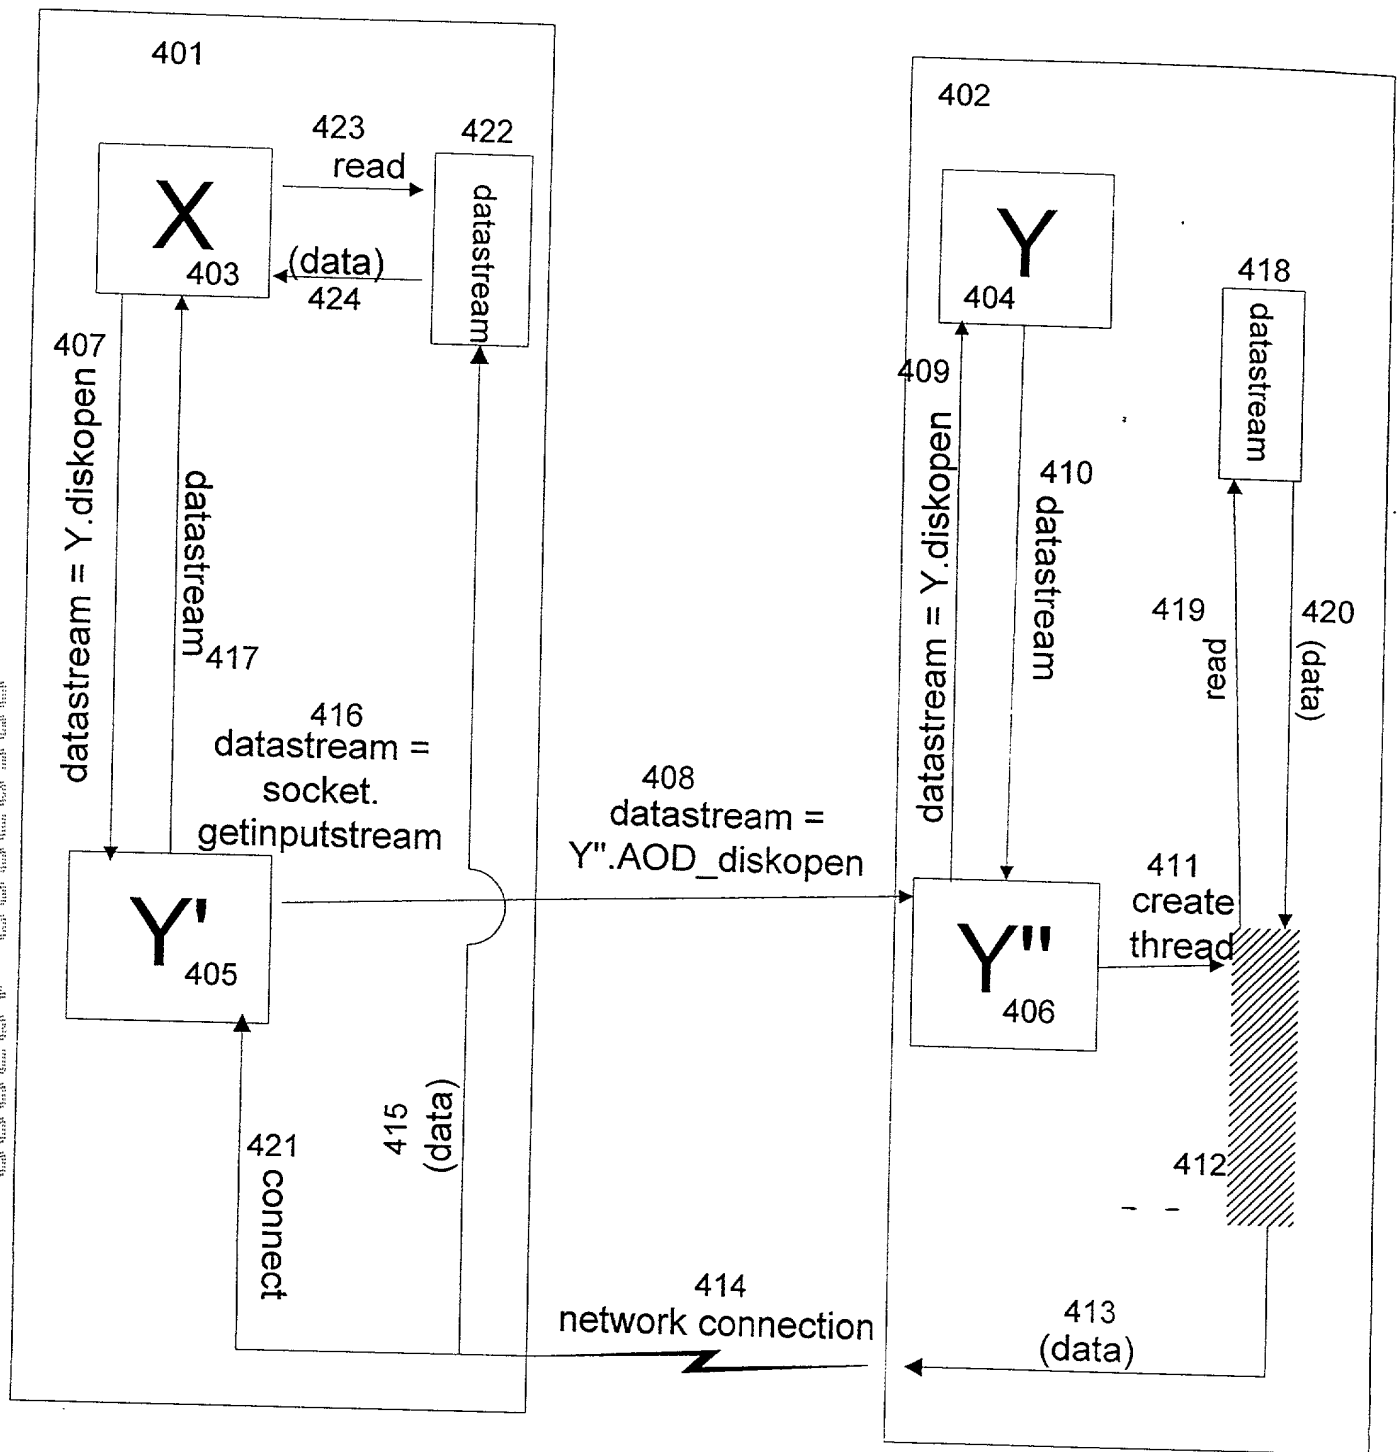 401
423
read
422
datastream
X
403
(data)
424
407
datastream = Y.diskopen
datastream
417
416
datastream =
socket.
getinputstream
Y'
405
421
connect
415
(data)
408
datastream =
Y".AOD_diskopen
414
network connection
402
Y
404
418
datastream
409
datastream = Y.diskopen
410
datastream
419
read
420
(data)
411
create
thread
Y"
406
412
413
(data)